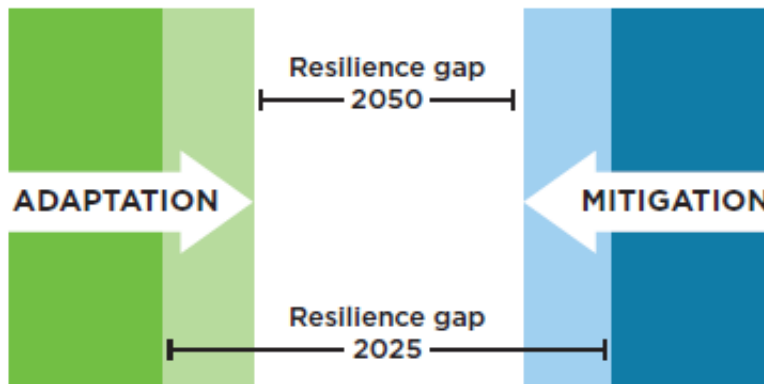 Resilience gap
2050
ADAPTATION
MITIGATION
Resilience gap
2025